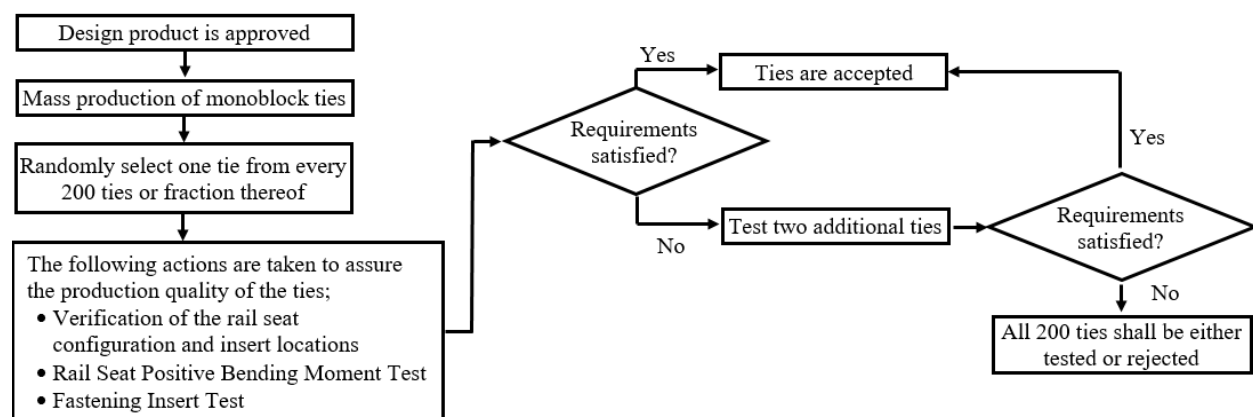 Design product is approved
Mass production of monoblock ties
Randomly select one tie from every
200 ties or fraction thereof
The following actions are taken to assure
the production quality of the ties;
• Verification of the rail seat
configuration and insert locations
• Rail Seat Positive Bending Moment Test
• Fastening Insert Test
Requirements
satisfied?
Yes
Ties are accepted
No
Test two additional ties
Requirements
satisfied?
Yes
No
All 200 ties shall be either
tested or rejected